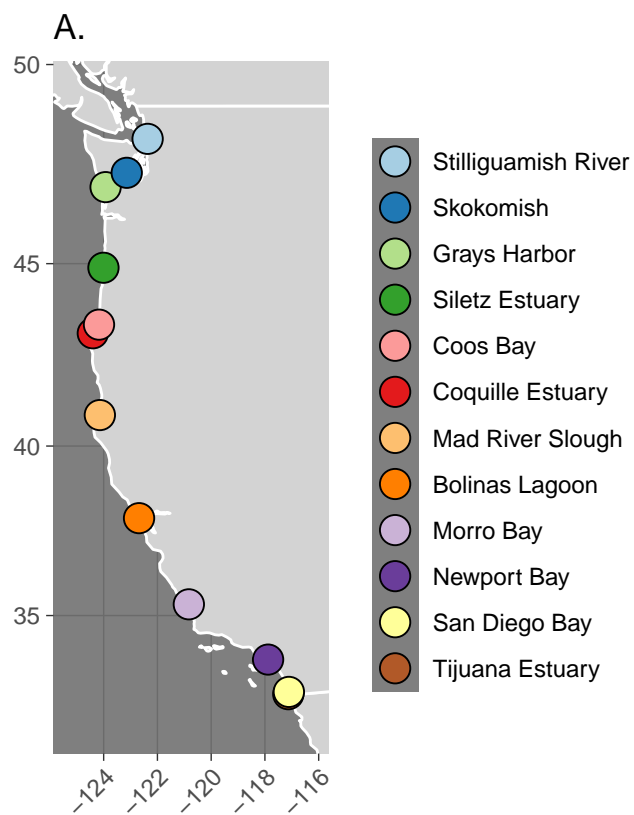 A.
50
45
40
35
−124
−122
−120
−118
−116
Stilliguamish River
Skokomish
Grays Harbor
Siletz Estuary
Coos Bay
Coquille Estuary
Mad River Slough
Bolinas Lagoon
Morro Bay
Newport Bay
San Diego Bay
Tijuana Estuary